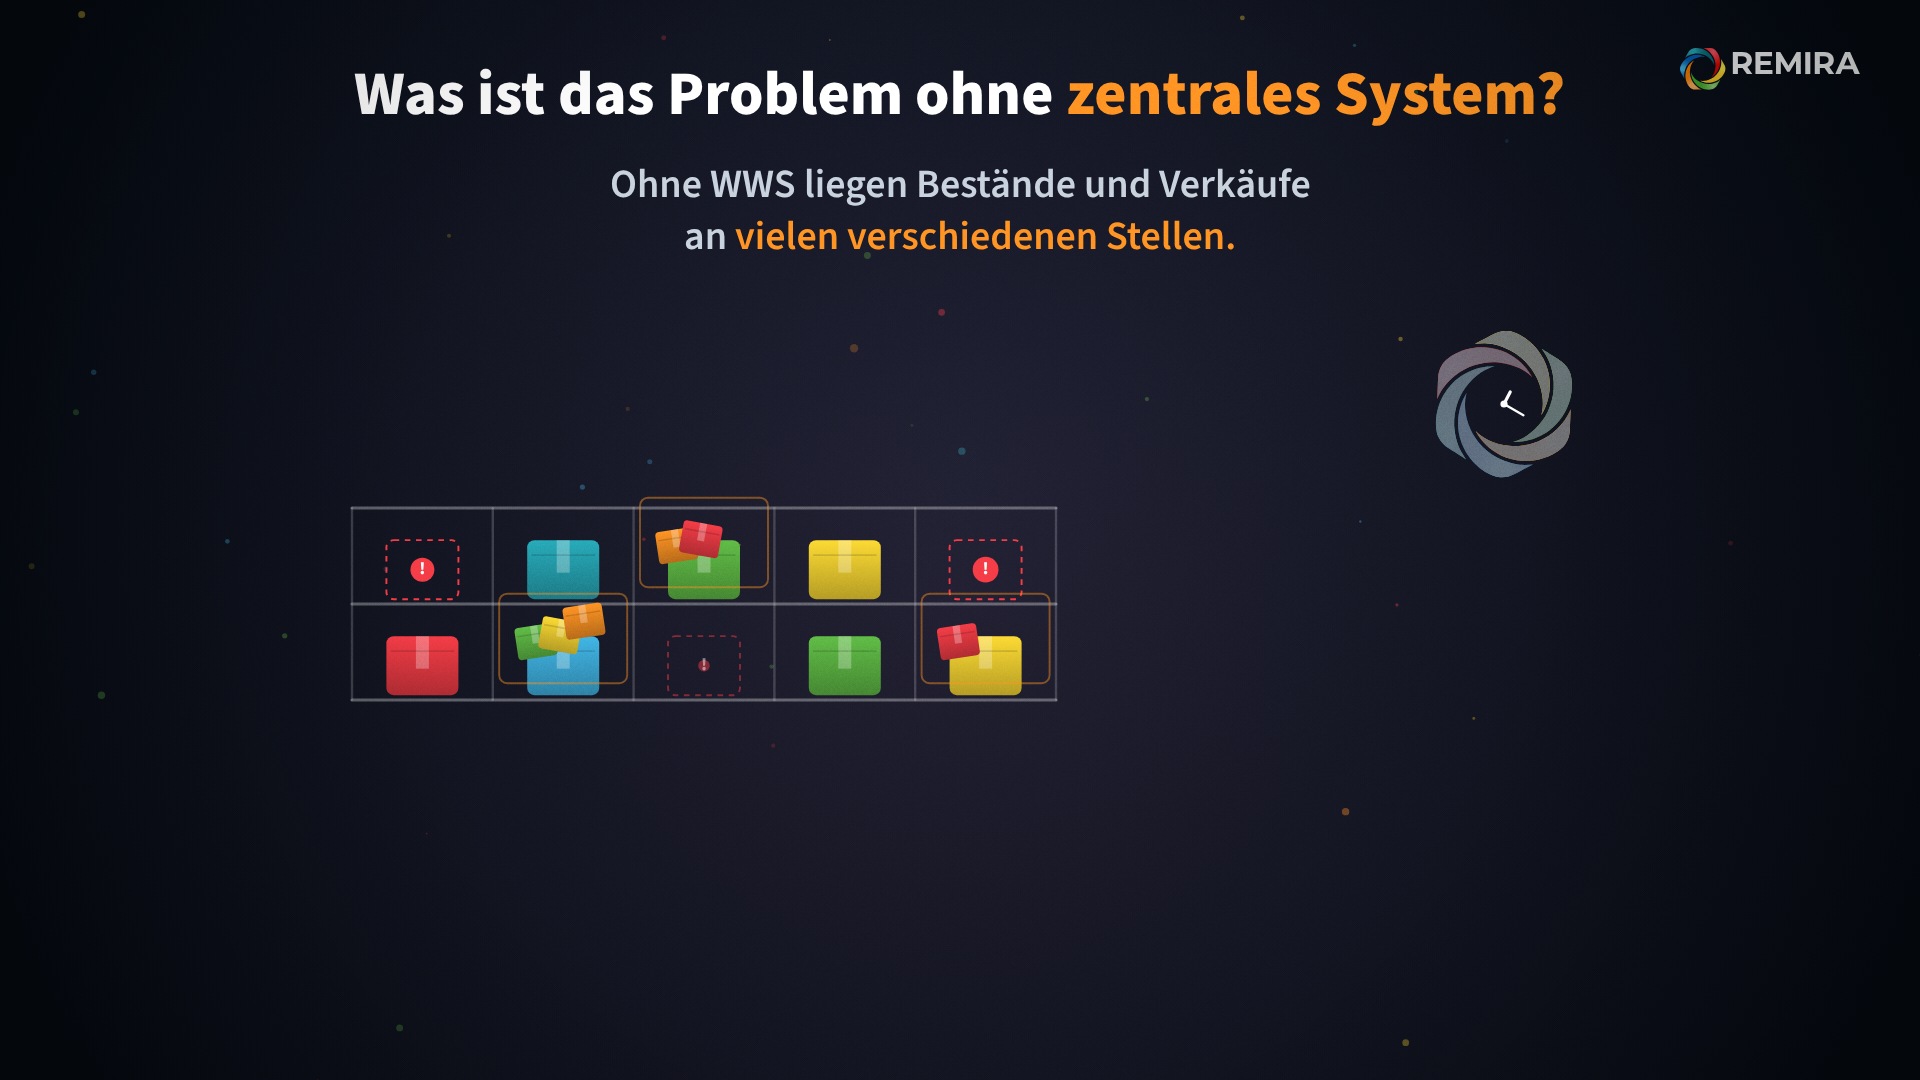 Was ist das Problem ohne zentrales System?
REMIRA
Ohne WWS liegen Bestände und Verkäufe
an vielen verschiedenen Stellen.
!
!
!